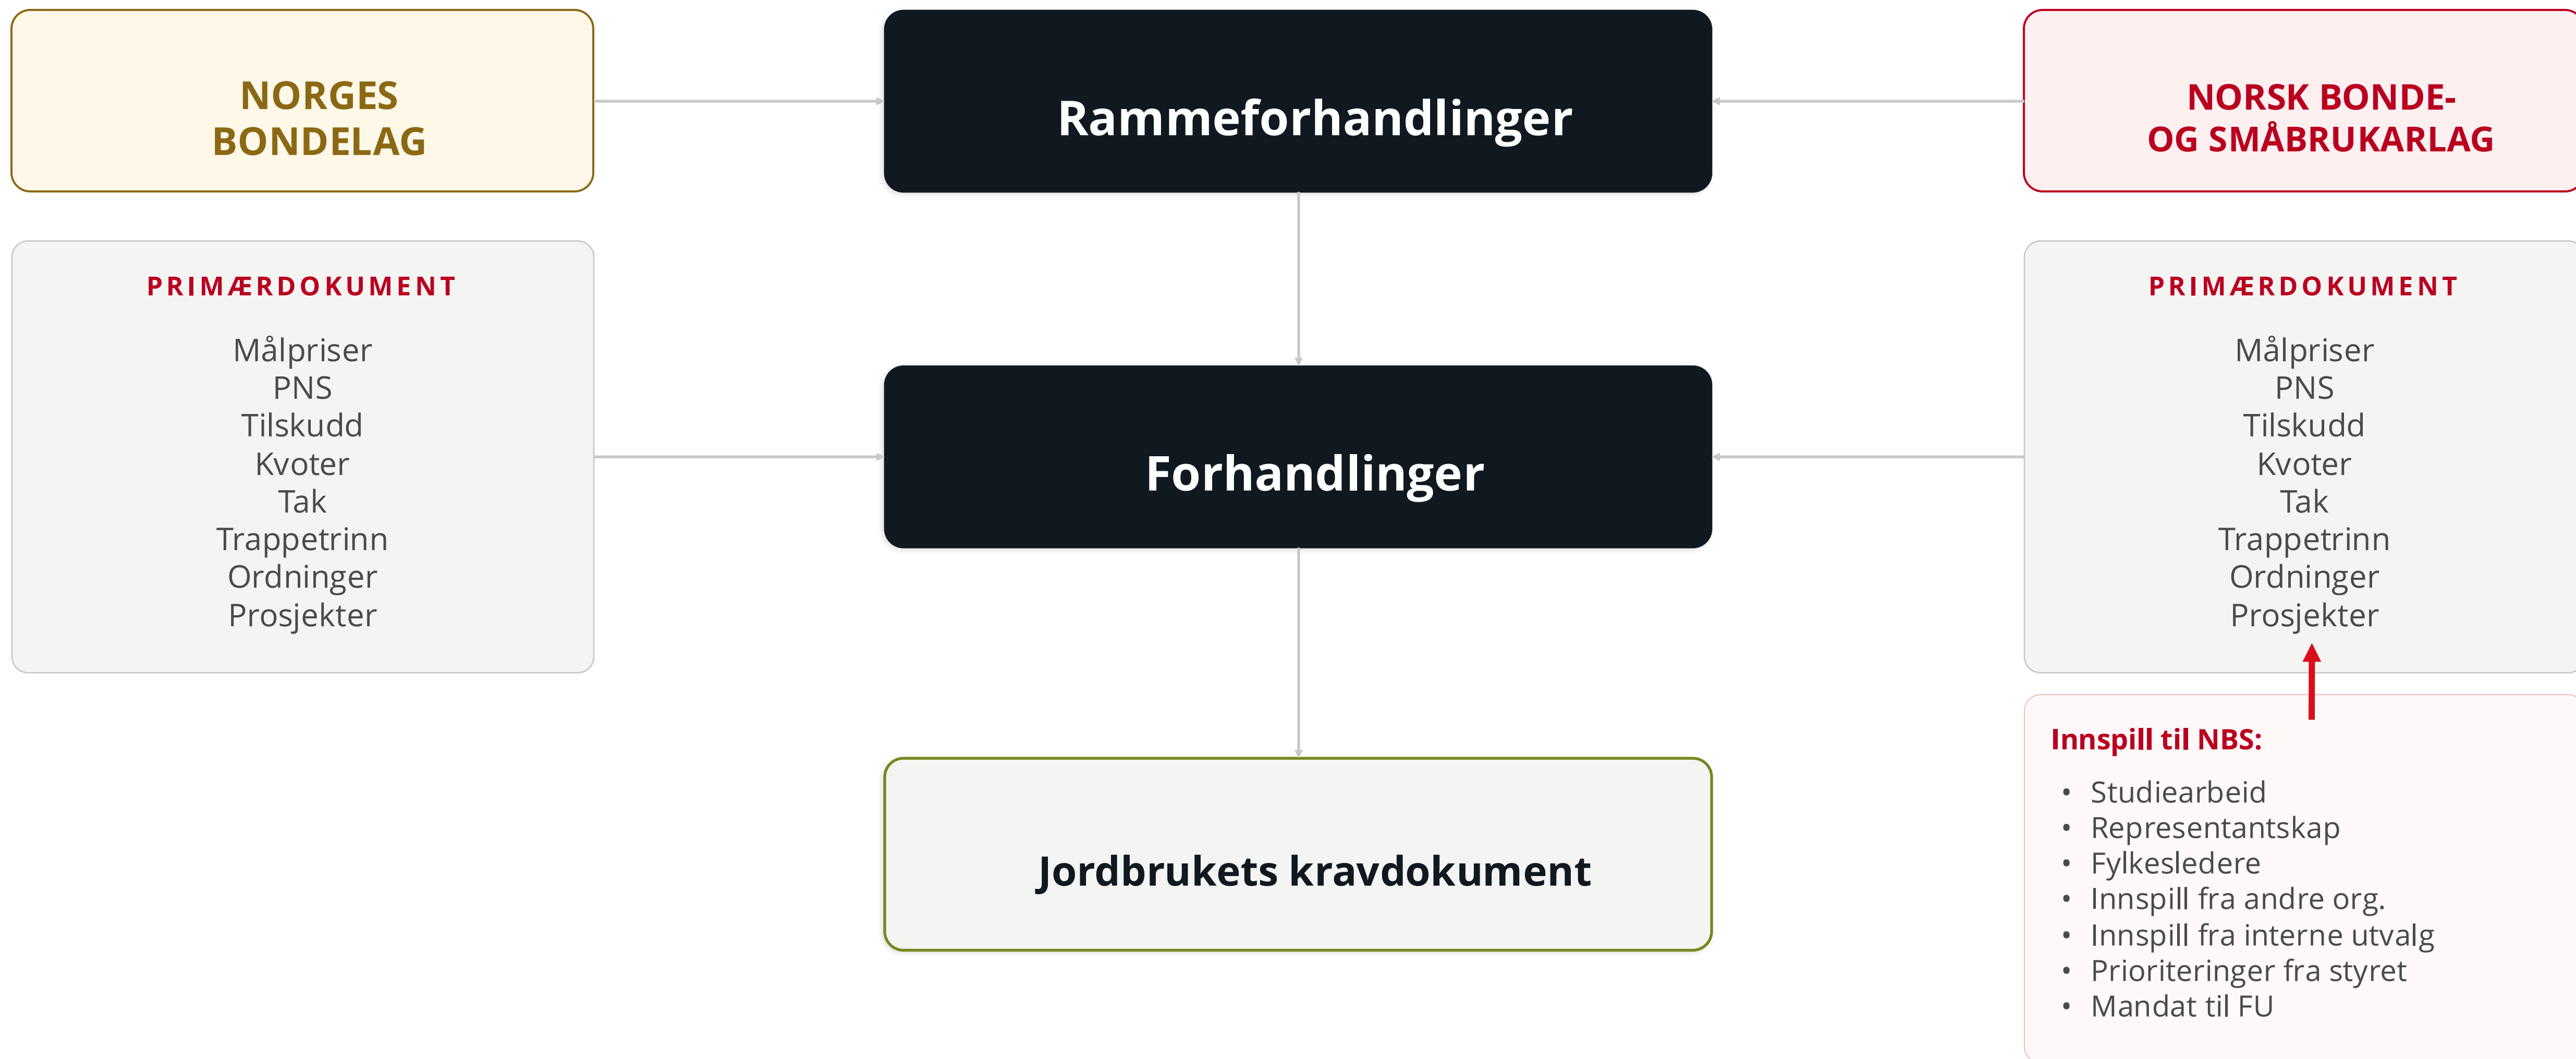 NORGES
BONDELAG
Rammeforhandlinger
NORSK BONDE-
OG SMÅBRUKARLAG
PRIMÆRDOKUMENT
Målpriser
PNS
Tilskudd
Kvoter
Tak
Trappetrinn
Ordninger
Prosjekter
Forhandlinger
PRIMÆRDOKUMENT
Målpriser
PNS
Tilskudd
Kvoter
Tak
Trappetrinn
Ordninger
Prosjekter
Jordbrukets kravdokument
Innspill til NBS:
• Studiearbeid
• Representantskap
• Fylkesledere
• Innspill fra andre org.
• Innspill fra interne utvalg
• Prioriteringer fra styret
• Mandat til FU